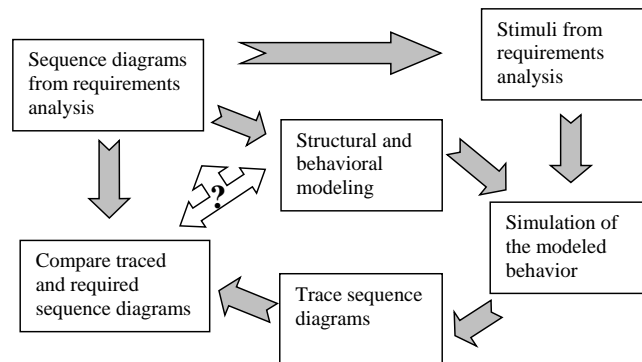 Sequence diagrams
from requirements
analysis
Stimuli from
requirements
analysis
Structural and
behavioral
modeling
?
Simulation of
the modeled
behavior
Compare traced
and required
sequence diagrams
Trace sequence
diagrams